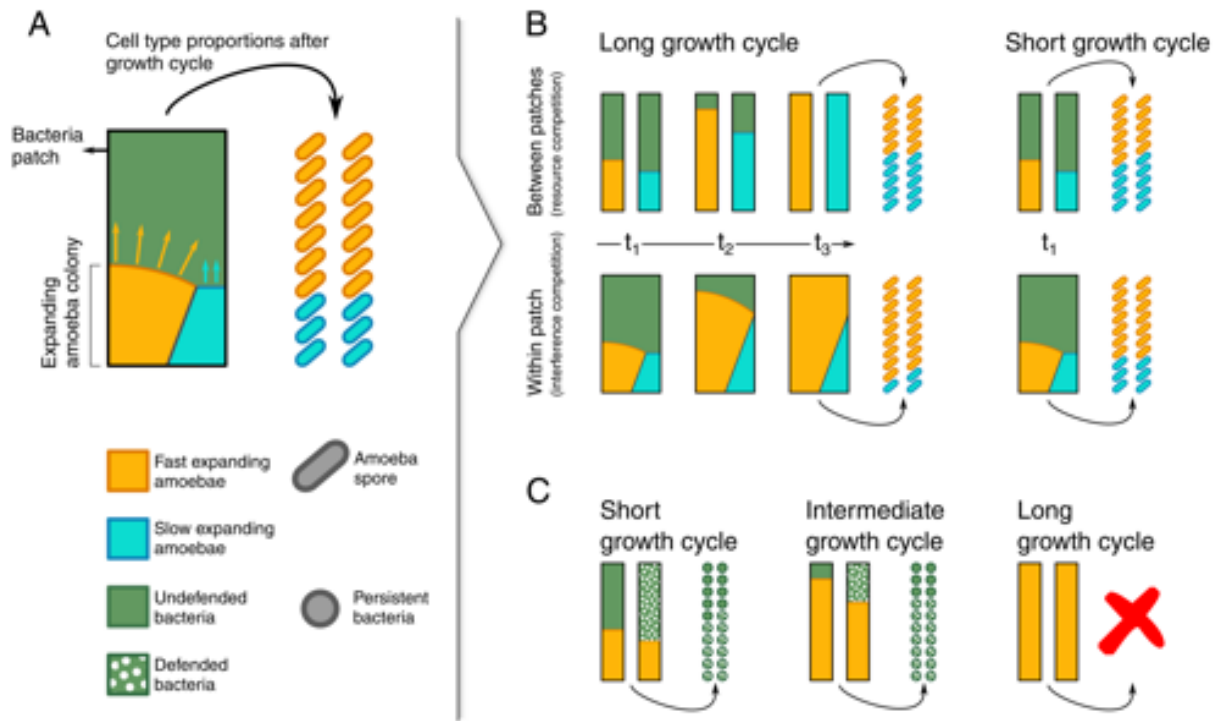 A
Cell type proportions after
growth cycle
Bacteria
patch
Expanding
amoeba colony
Fast expanding
amoebae
Amoeba
spore
Slow expanding
amoebae
Undefended
bacteria
Persistent
bacteria
Defended
bacteria
B
Long growth cycle
Short growth cycle
Between patches
(resource competition)
t1
t2
t3
t1
Within patch
(interference competition)
C
Short
growth cycle
Intermediate
growth cycle
Long
growth cycle